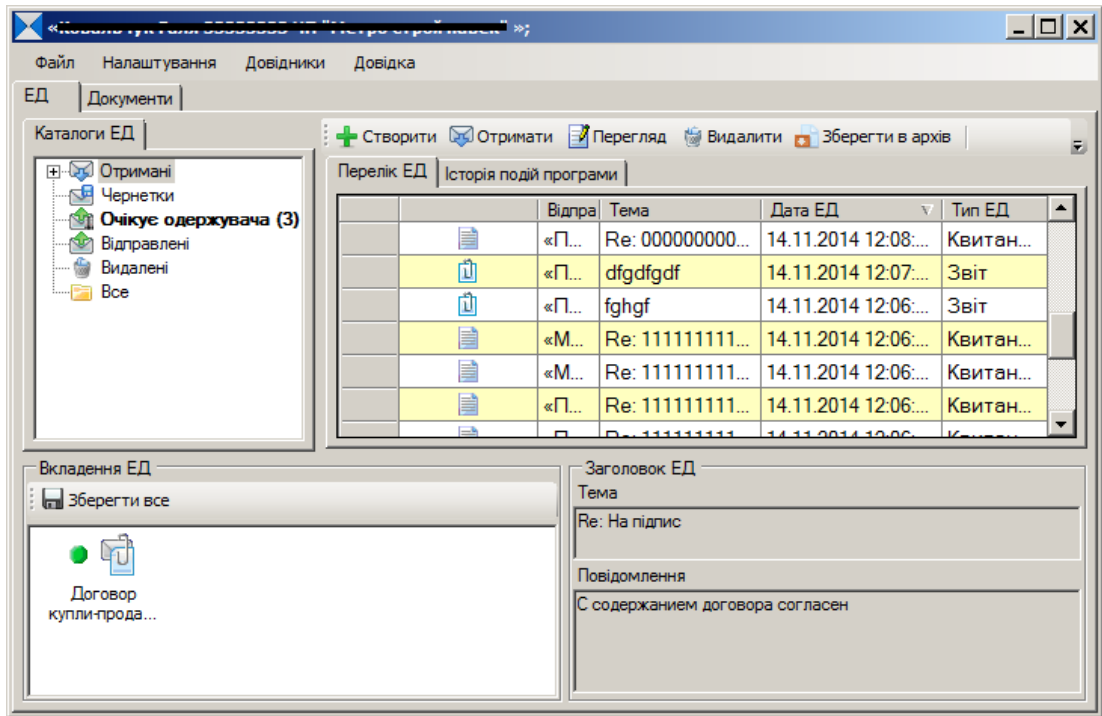 Файл Налаштування Довідники Довідка
ЕД Документи
Каталоги ЕД
Створити Отримати Перегляд Видалити Зберегти в архів
Отримані
Чернетки
Очікує одержувача (3)
Відправлені
Видалені
Все
Перелік ЕД Історія подій програми
Відпра Тема Дата ЕД Тип ЕД
«П... Re: 000000000... 14.11.2014 12:08:... Квитан...
«П... dfgdfgdf 14.11.2014 12:07:... Звіт
«П... fghgf 14.11.2014 12:06:... Звіт
«М... Re: 111111111... 14.11.2014 12:06:... Квитан...
«М... Re: 111111111... 14.11.2014 12:06:... Квитан...
«П... Re: 111111111... 14.11.2014 12:06:... Квитан...
Вкладення ЕД
Зберегти все
Договор
купли-прода...
Заголовок ЕД
Тема
Re: На підпис
Повідомлення
С содержанием договора согласен